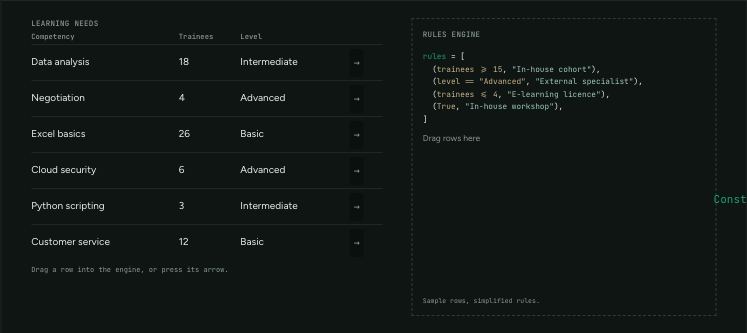 LEARNING NEEDS
Competency Trainees Level
Data analysis 18 Intermediate →
Negotiation 4 Advanced →
Excel basics 26 Basic →
Cloud security 6 Advanced →
Python scripting 3 Intermediate →
Customer service 12 Basic →
Drag a row into the engine, or press its arrow.
RULES ENGINE
rules = [
(trainees ⩾ 15, "In-house cohort"),
(level == "Advanced", "External specialist"),
(trainees ⩽ 4, "E-learning licence"),
(True, "In-house workshop"),
]
Drag rows here
Sample rows, simplified rules.
Const